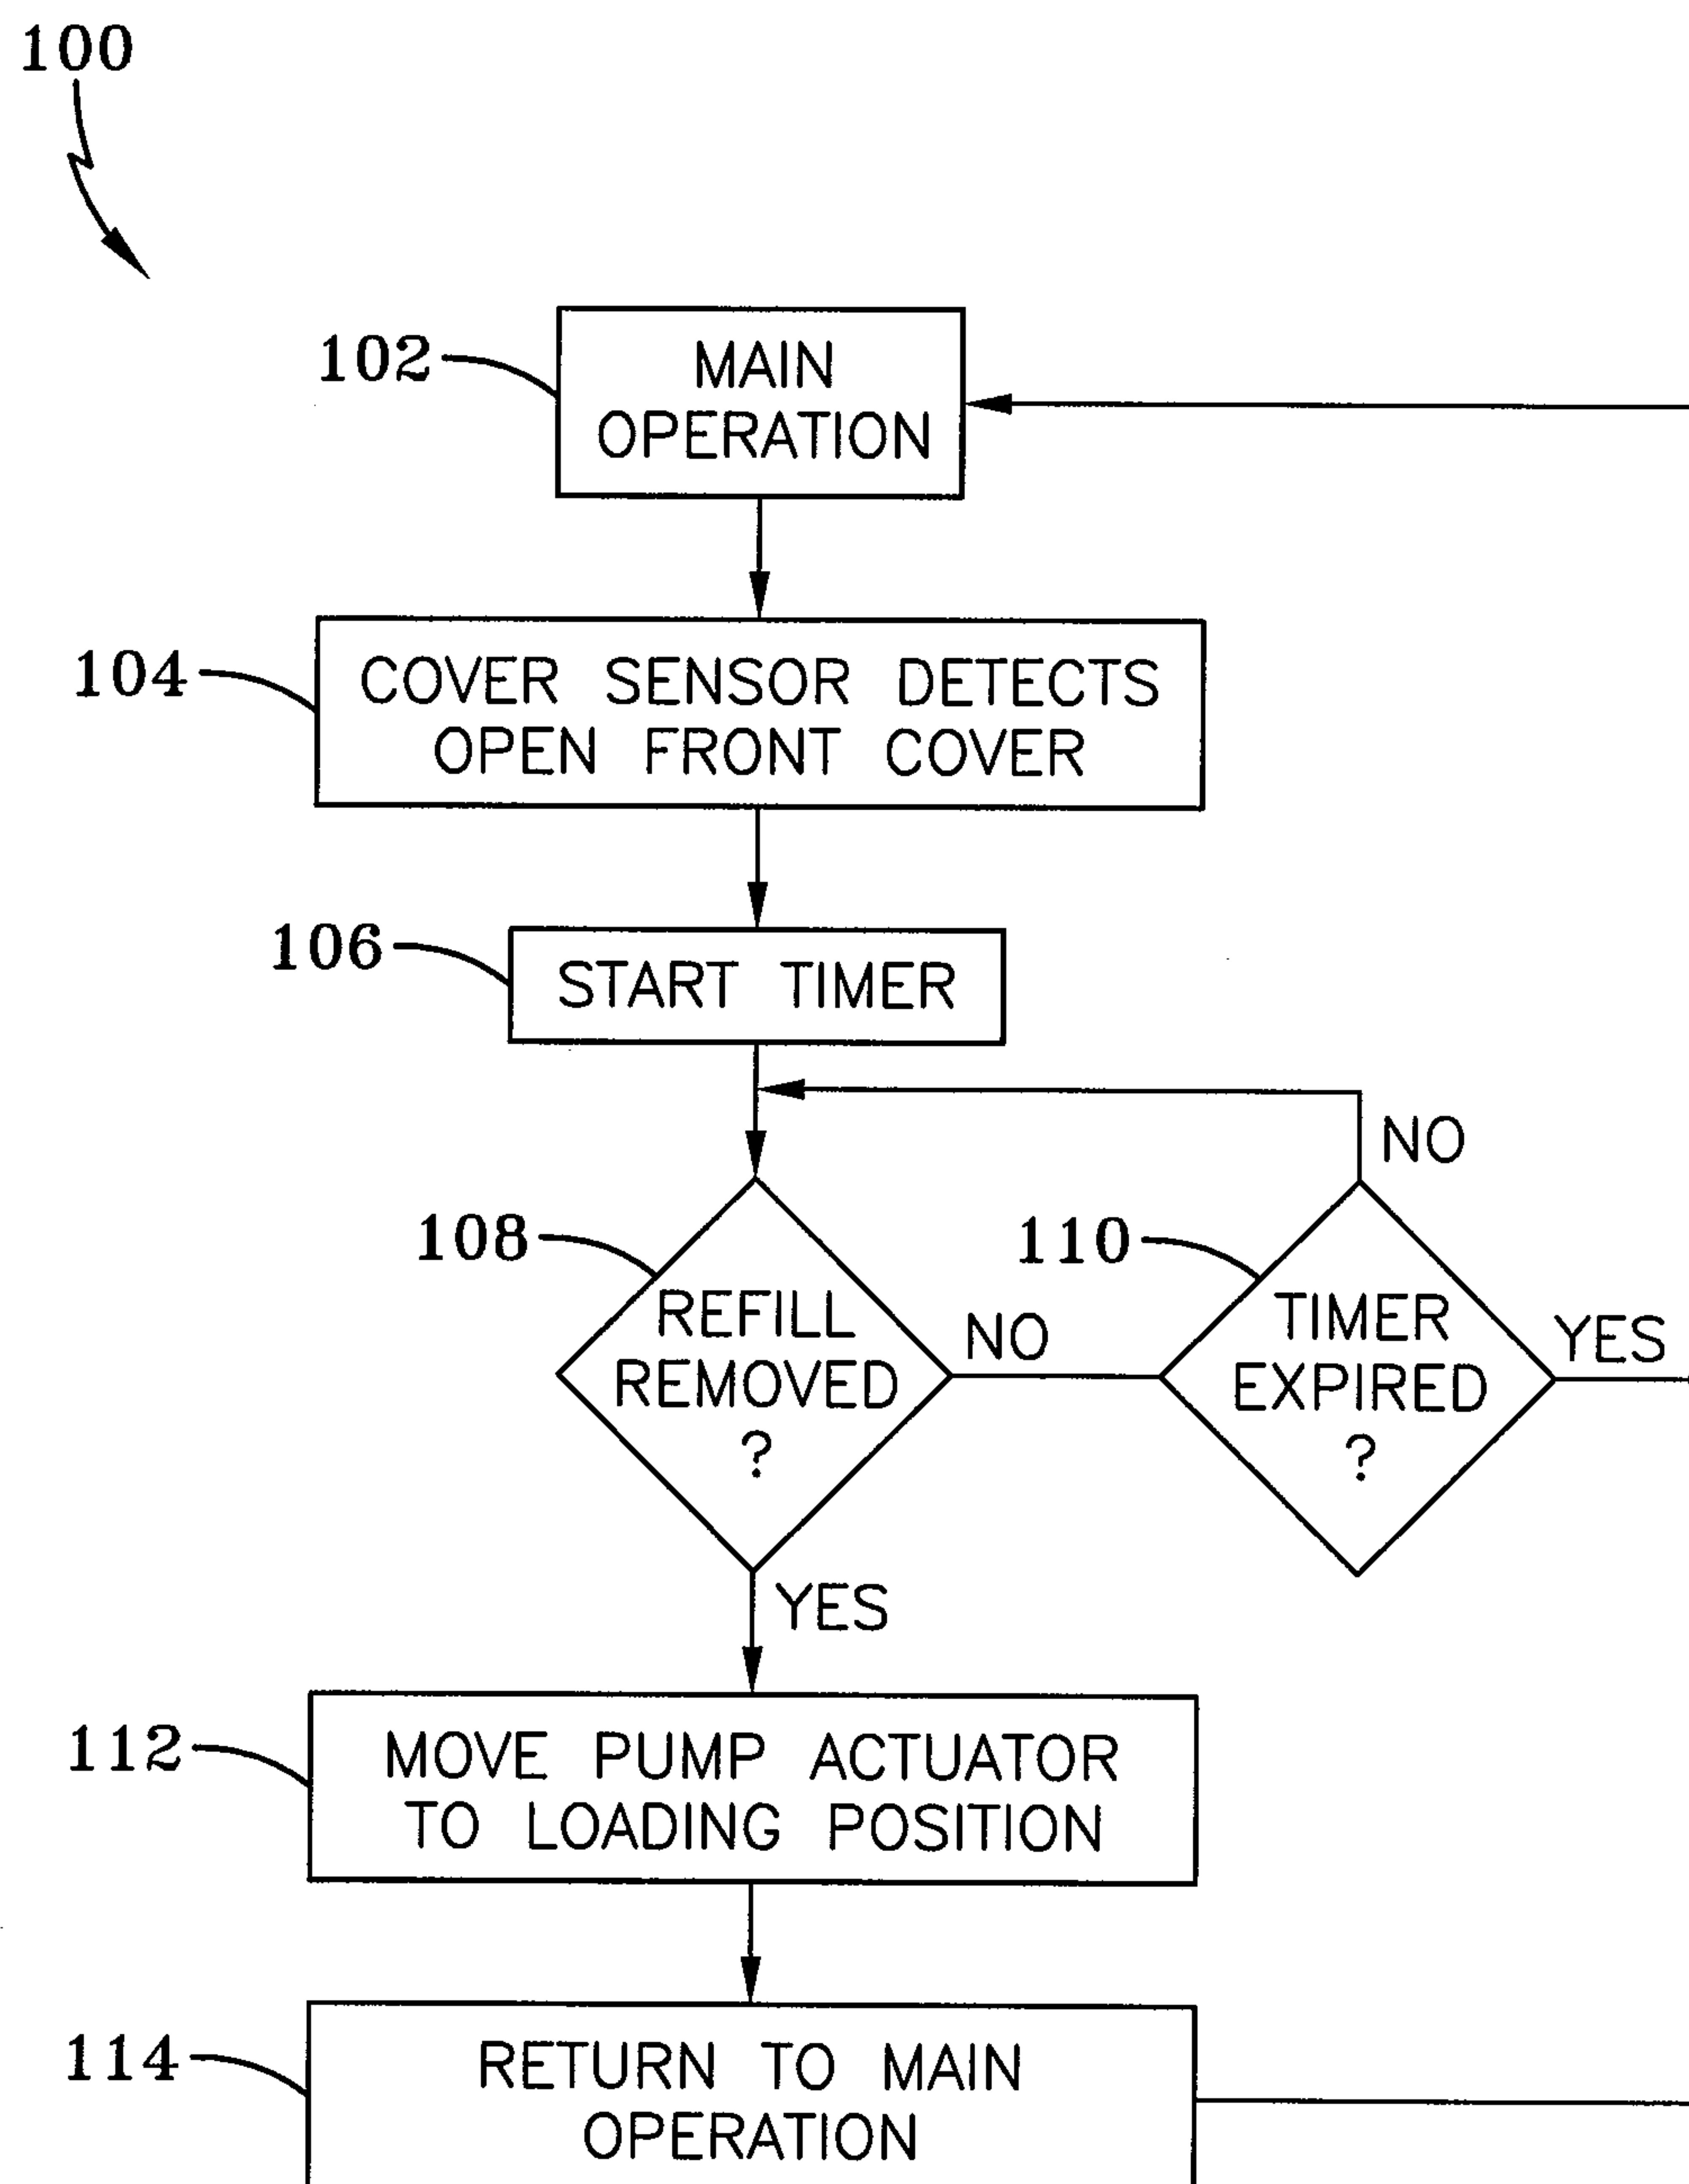 100
102
MAIN
OPERATION
104
COVER SENSOR DETECTS
OPEN FRONT COVER
106
START TIMER
NO
108
REFILL
REMOVED
?
NO
110
TIMER
EXPIRED
?
YES
YES
112
MOVE PUMP ACTUATOR
TO LOADING POSITION
114
RETURN TO MAIN
OPERATION